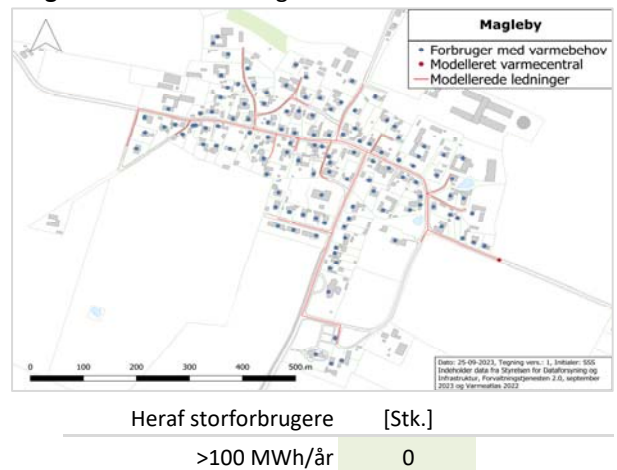 Magleby
Forbruger med varmebehov
Modelleret varmecentral
Modellerede ledninger
0 100 200 300 400 500 m
Dato: 25-09-2023, Tegning vers.: 1, Initialer: SSS
Indeholder data fra Styrelsen for Dataforsyning og
Infrastruktur, Forvaltningstjenesten 2.0, september
2023 og Varmeatlas 2022
Heraf storforbrugere [Stk.]
>100 MWh/år 0